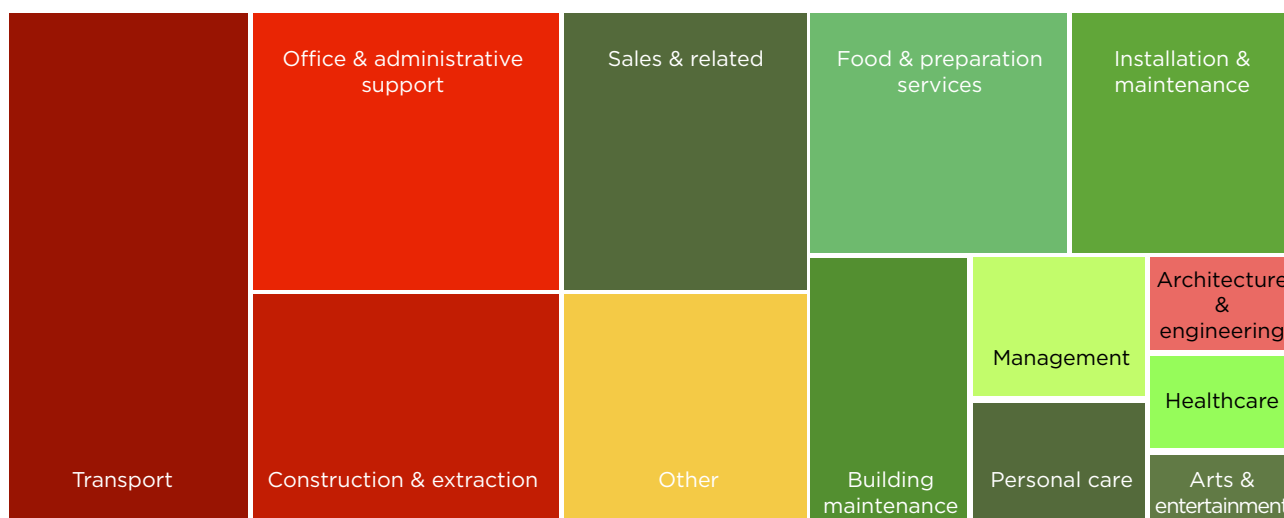 Transport
Office & administrative
support
Construction & extraction
Sales & related
Other
Food & preparation
services
Installation &
maintenance
Building
maintenance
Management
Personal care
Architecture
&
engineering
Healthcare
Arts &
entertainment